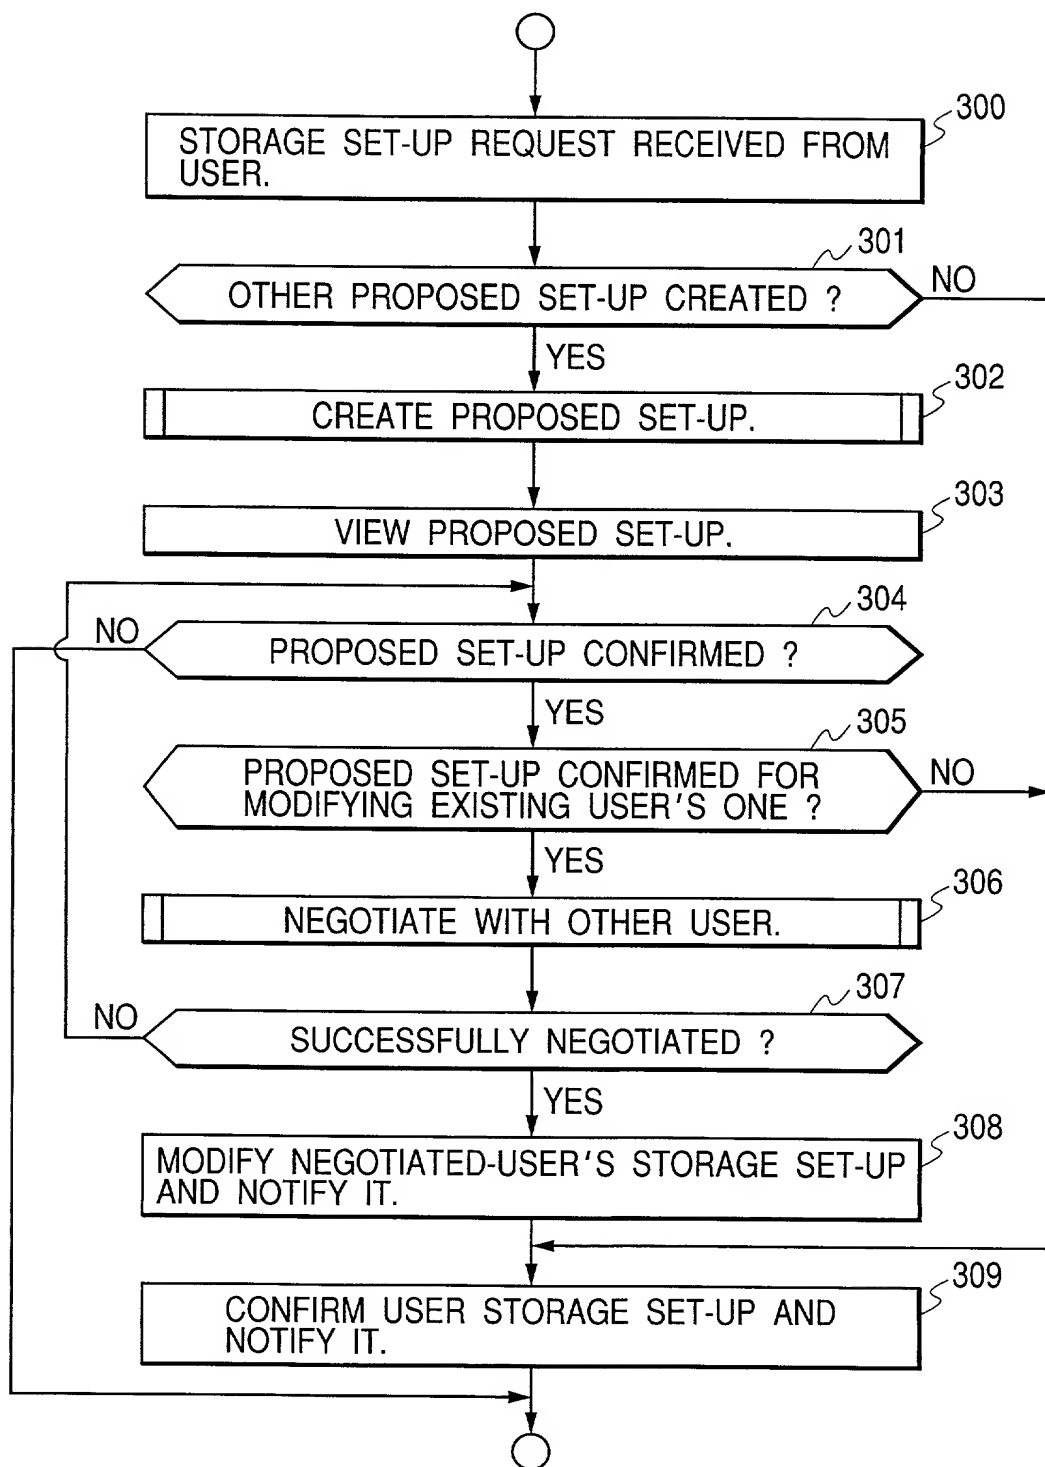 300
STORAGE SET-UP REQUEST RECEIVED FROM
USER.
301
OTHER PROPOSED SET-UP CREATED ?
NO
YES
302
CREATE PROPOSED SET-UP.
303
VIEW PROPOSED SET-UP.
304
NO
PROPOSED SET-UP CONFIRMED ?
YES
305
PROPOSED SET-UP CONFIRMED FOR
MODIFYING EXISTING USER'S ONE ?
NO
YES
306
NEGOTIATE WITH OTHER USER.
307
NO
SUCCESSFULLY NEGOTIATED ?
YES
308
MODIFY NEGOTIATED-USER'S STORAGE SET-UP
AND NOTIFY IT.
309
CONFIRM USER STORAGE SET-UP AND
NOTIFY IT.